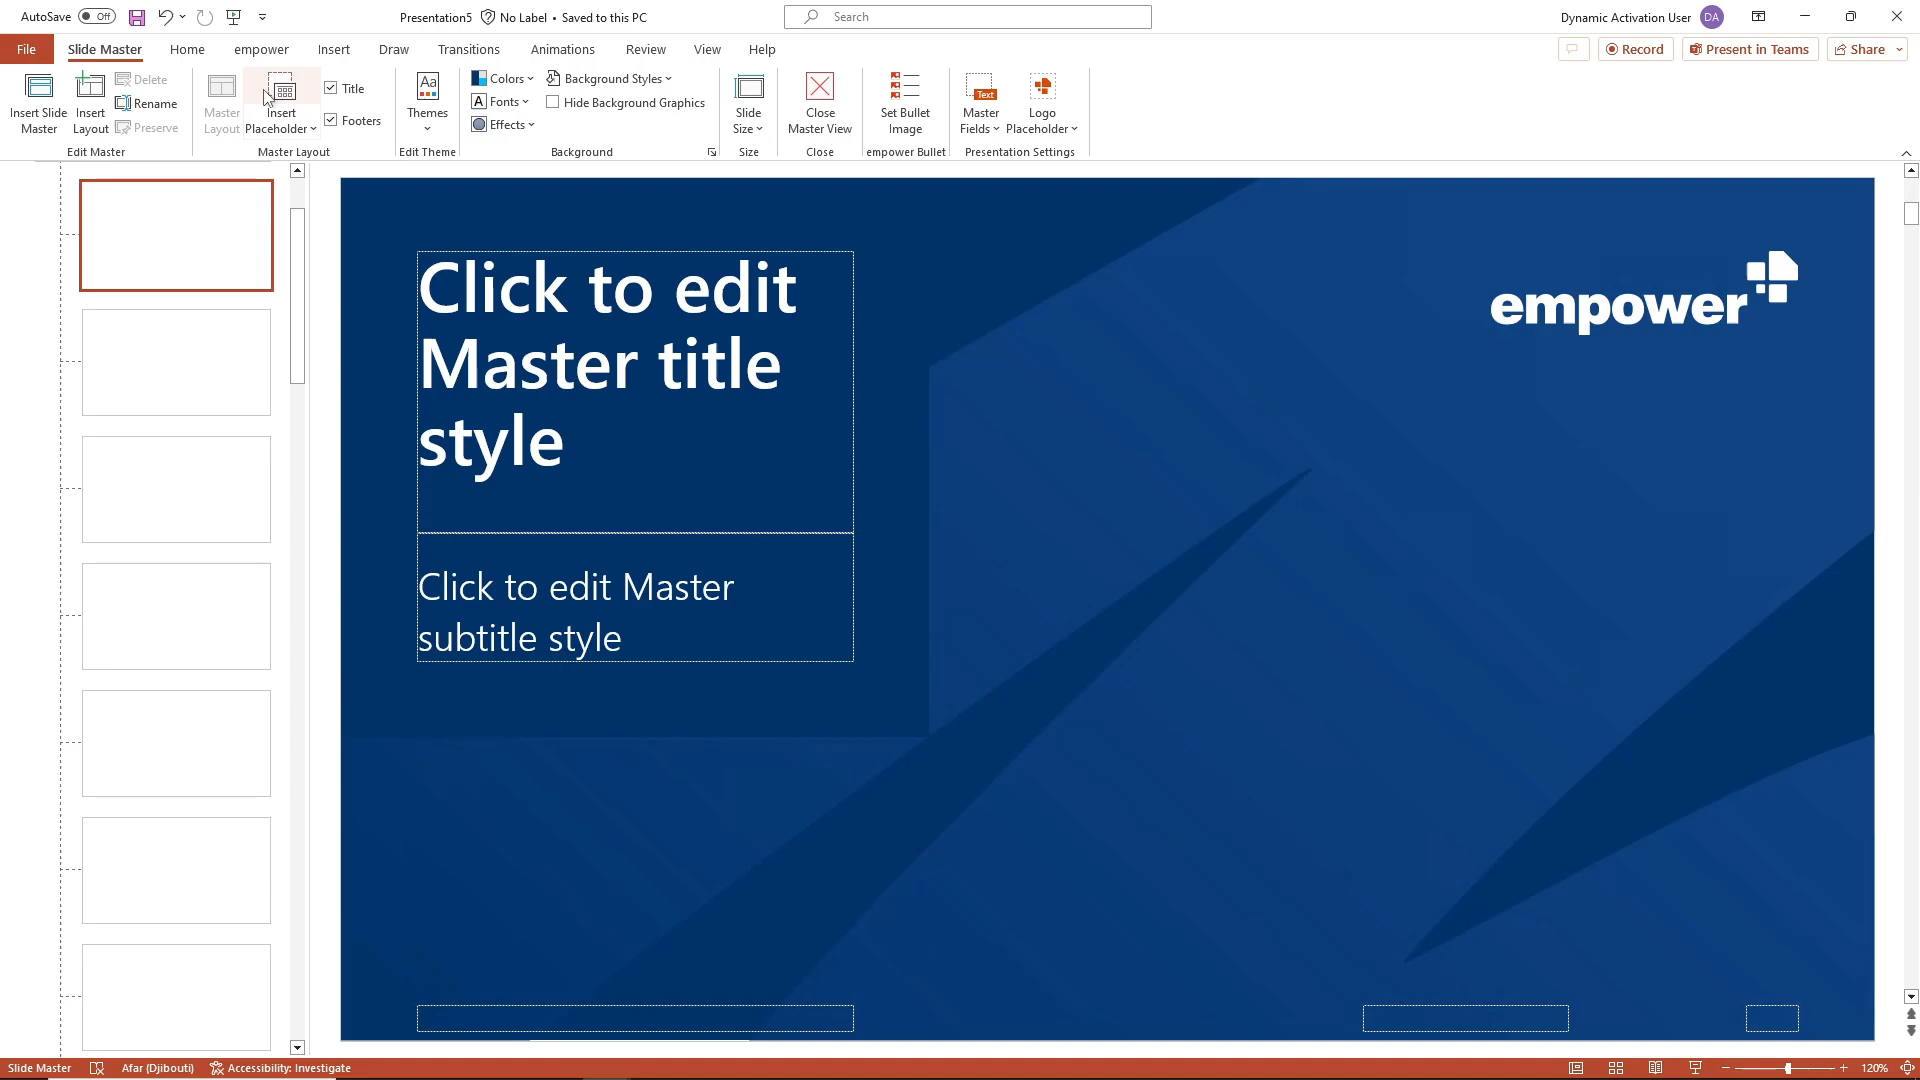 AutoSave Off Presentation5 No Label • Saved to this PC Search Dynamic Activation User DA
File Slide Master Home empower Insert Draw Transitions Animations Review View Help Record Present in Teams Share
Insert Slide Master
Insert Layout
Delete
Rename
Preserve
Edit Master
Master Layout
Insert Placeholder
Title
Footers
Master Layout
Aa
Themes
Edit Theme
Colors
A Fonts
Effects
Background Styles
Hide Background Graphics
Background
Slide Size
Size
Close Master View
Close
Set Bullet Image
empower Bullet
Text
Master Fields
Logo Placeholder
Presentation Settings
Click to edit
Master title
style
Click to edit Master
subtitle style
empower
Slide Master Afar (Djibouti) Accessibility: Investigate 120%